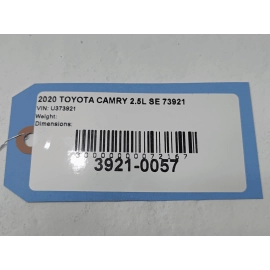 2020 TOYOTA CAMRY 2.5L SE 73921
VIN: U373921
Weight:
Dimensions:
3921-0057